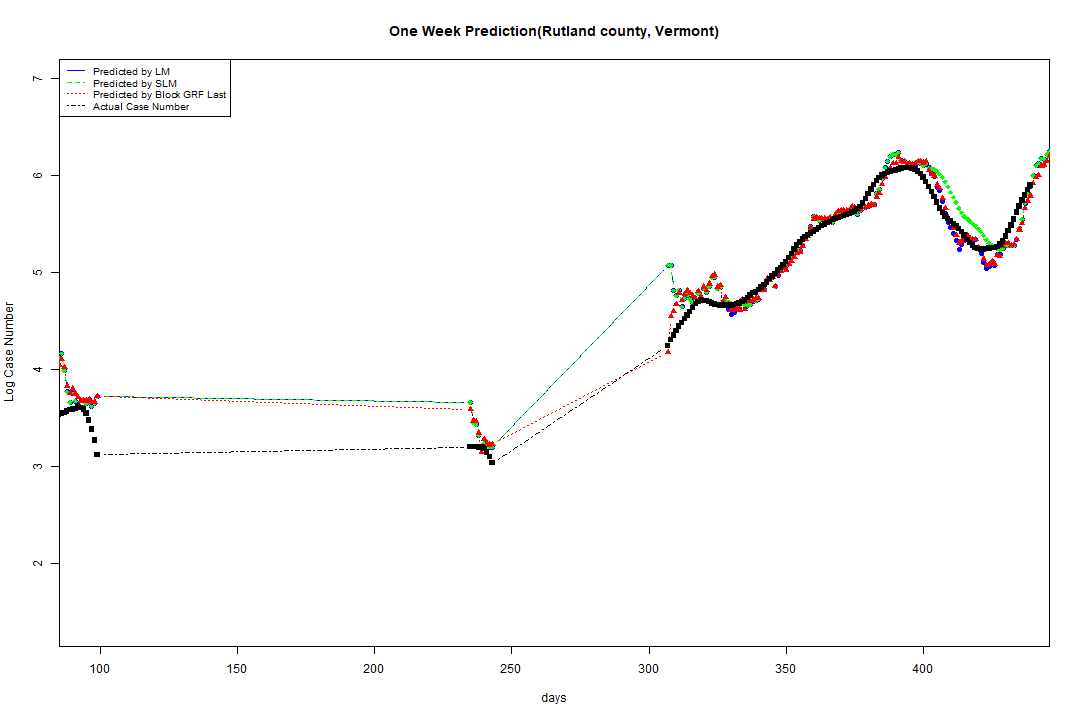 One Week Prediction(Rutland county, Vermont)
Predicted by LM
Predicted by SLM
Predicted by Block GRF Last
Actual Case Number
7
6
5
4
3
2
Log Case Number
100 150 200 250 300 350 400
days